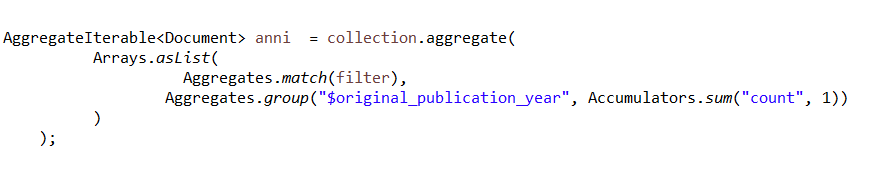 AggregateIterable<Document> anni  = collection.aggregate(
Arrays.asList(
Aggregates.match(filter),
Aggregates.group("$original_publication_year", Accumulators.sum("count", 1))
)
);